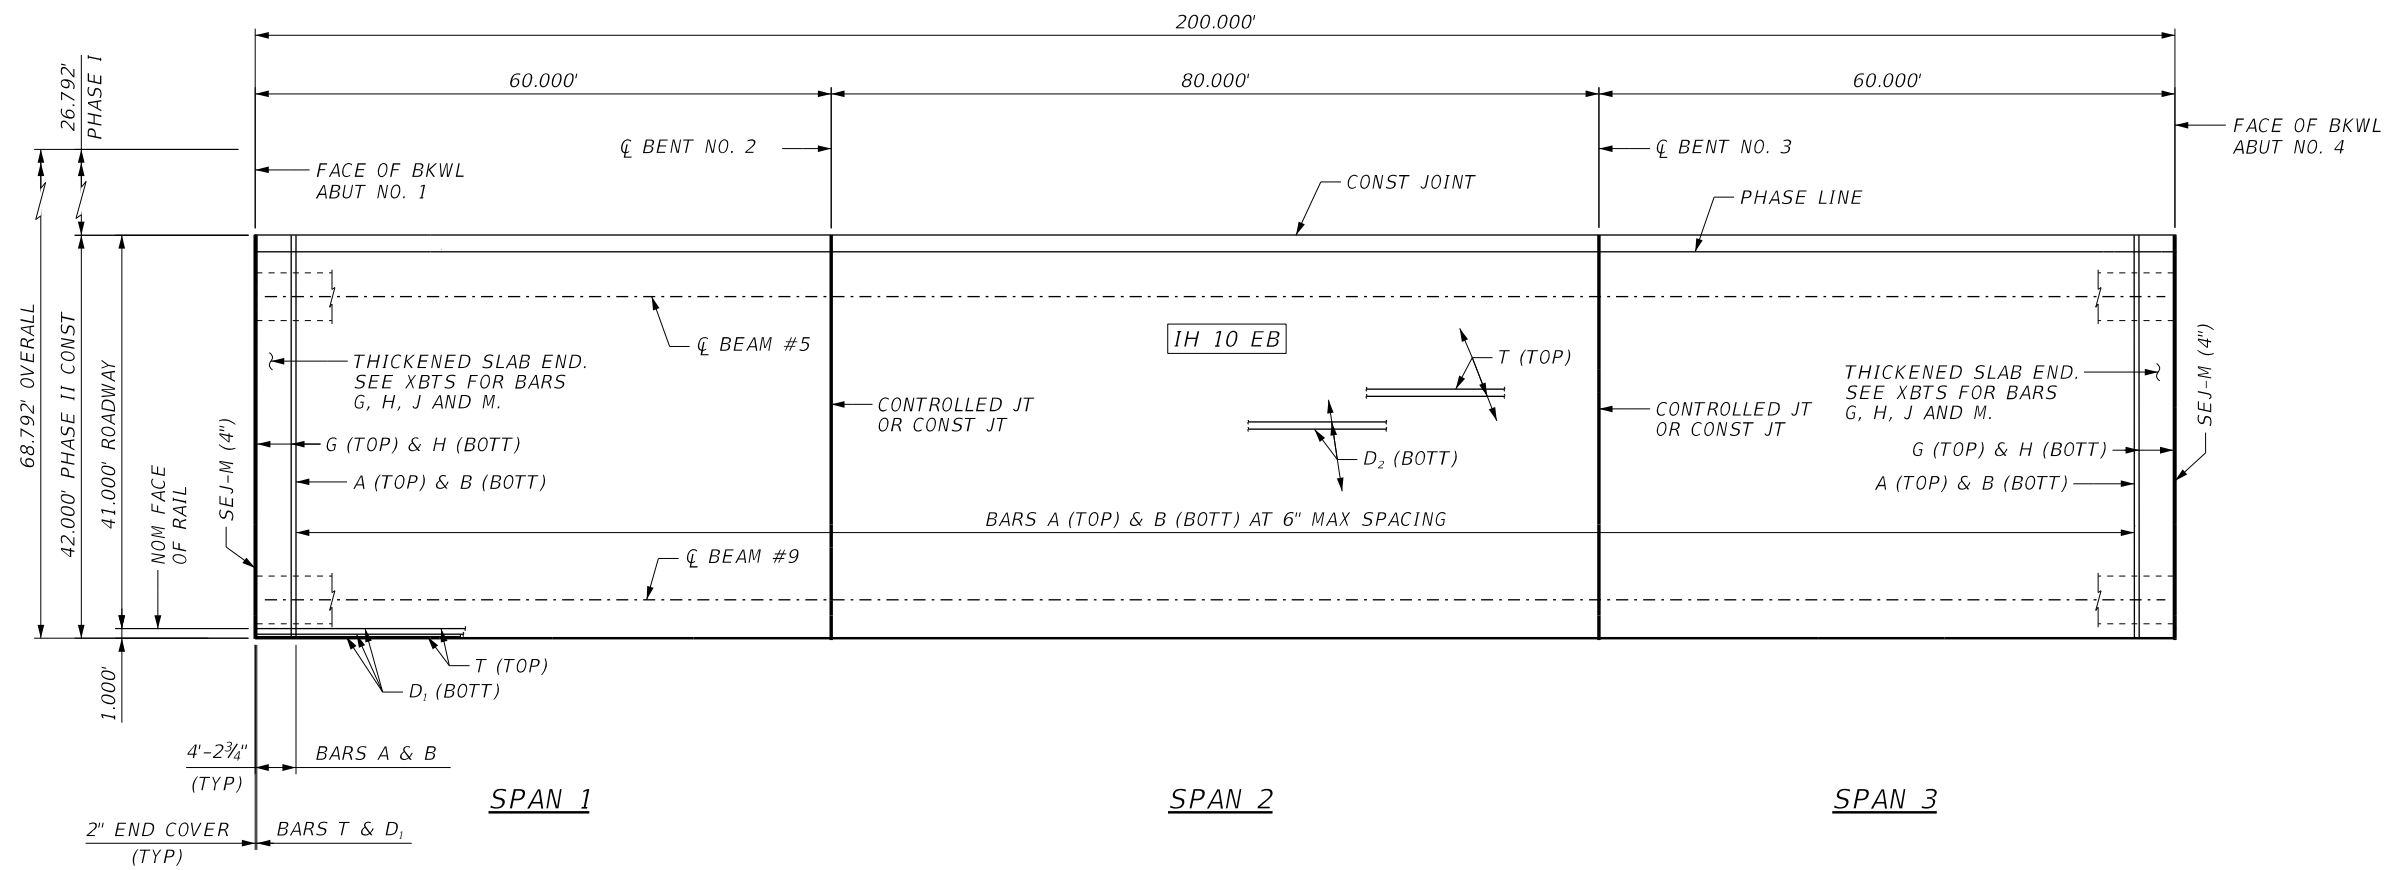 200.000'
60.000'
80.000'
60.000'
26.792'
PHASE I
℄ BENT NO. 2
℄ BENT NO. 3
FACE OF BKWL
ABUT NO. 4
FACE OF BKWL
ABUT NO. 1
CONST JOINT
PHASE LINE
68.792' OVERALL
42.000' PHASE II CONST
41.000' ROADWAY
NOM FACE
OF RAIL
SEJ-M (4")
℄ BEAM #5
IH 10 EB
T (TOP)
THICKENED SLAB END.
SEE XBTS FOR BARS
G, H, J AND M.
THICKENED SLAB END.
SEE XBTS FOR BARS
G, H, J AND M.
SEJ-M (4")
CONTROLLED JT
OR CONST JT
CONTROLLED JT
OR CONST JT
G (TOP) & H (BOTT)
A (TOP) & B (BOTT)
D₂ (BOTT)
G (TOP) & H (BOTT)
A (TOP) & B (BOTT)
BARS A (TOP) & B (BOTT) AT 6" MAX SPACING
℄ BEAM #9
T (TOP)
D₁ (BOTT)
1.000'
4'-2¾"
(TYP)
BARS A & B
SPAN 1
SPAN 2
SPAN 3
2" END COVER
(TYP)
BARS T & D₁